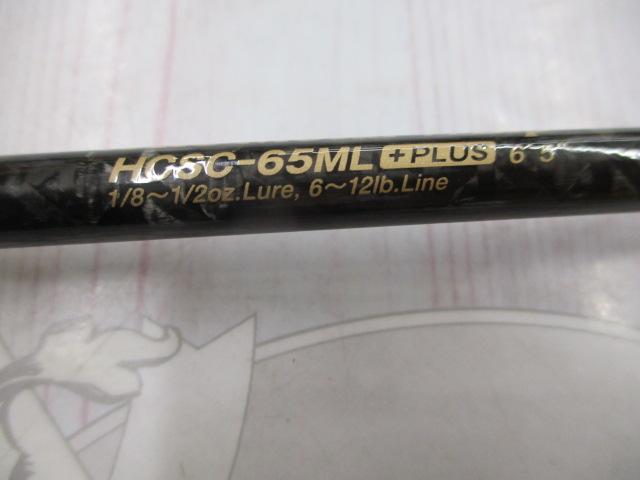 HCSC-65ML +PLUS 6'5"
1/8~1/2oz.Lure, 6~12lb.Line